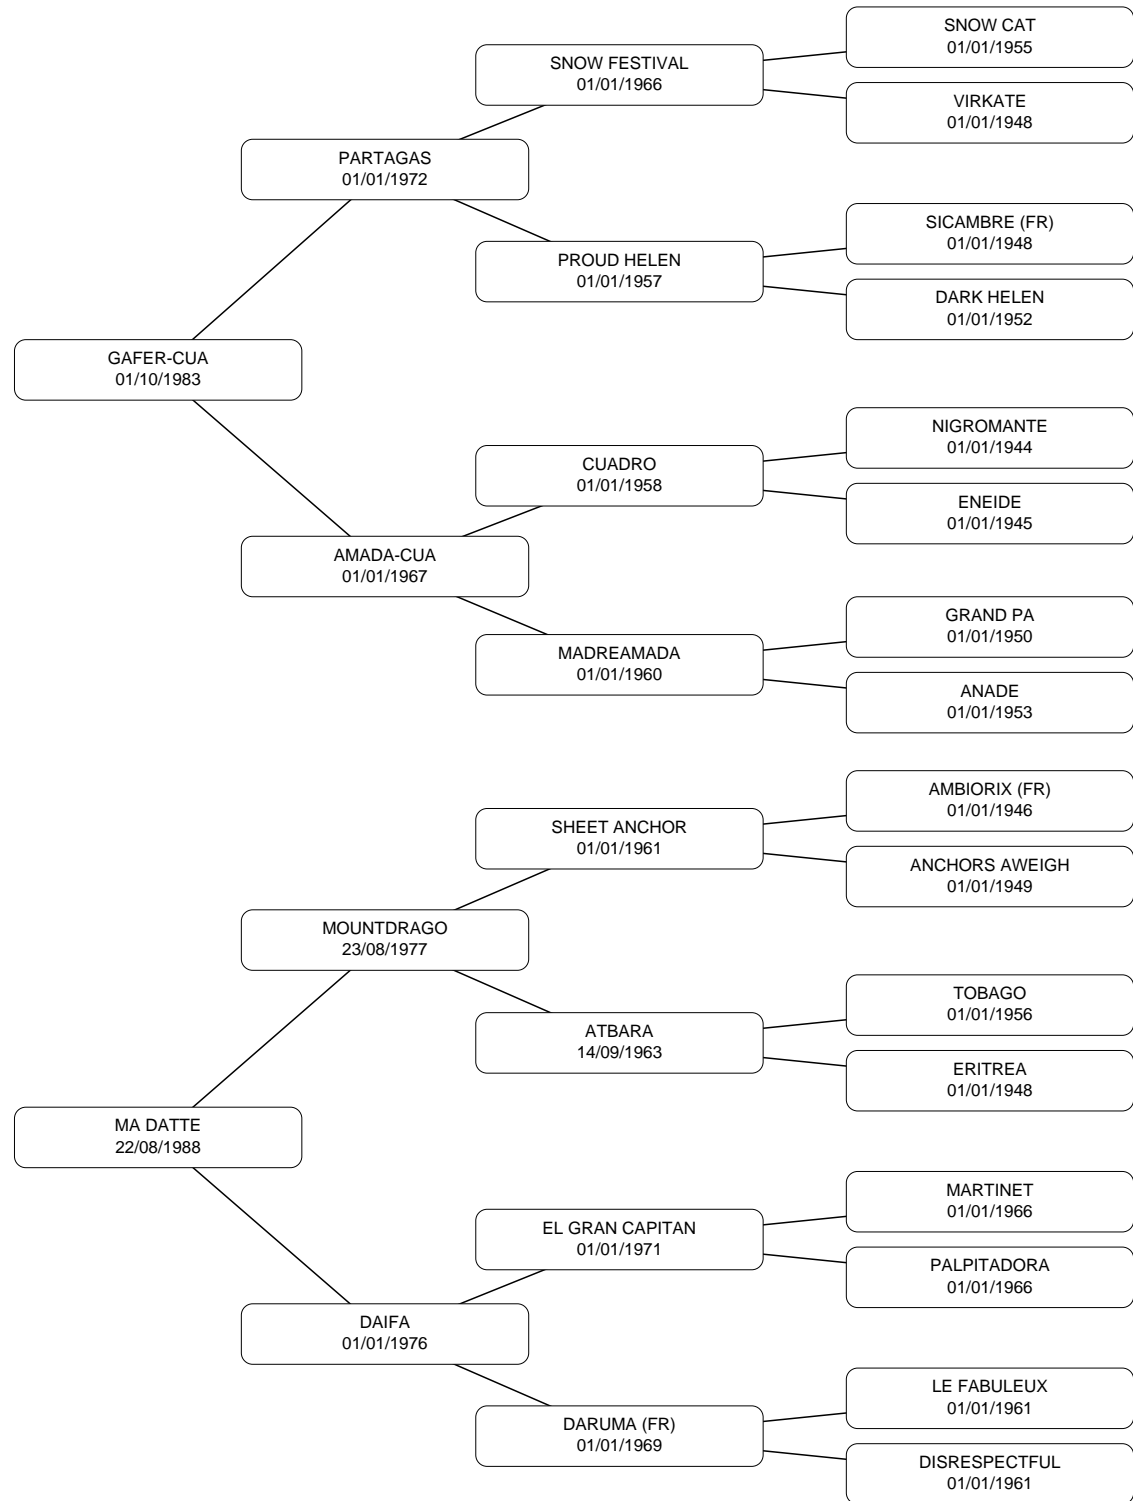 SNOW CAT
01/01/1955
SNOW FESTIVAL
01/01/1966
VIRKATE
01/01/1948
PARTAGAS
01/01/1972
SICAMBRE (FR)
01/01/1948
PROUD HELEN
01/01/1957
DARK HELEN
01/01/1952
GAFER-CUA
01/10/1983
NIGROMANTE
01/01/1944
CUADRO
01/01/1958
ENEIDE
01/01/1945
AMADA-CUA
01/01/1967
GRAND PA
01/01/1950
MADREAMADA
01/01/1960
ANADE
01/01/1953
AMBIORIX (FR)
01/01/1946
SHEET ANCHOR
01/01/1961
ANCHORS AWEIGH
01/01/1949
MOUNTDRAGO
23/08/1977
TOBAGO
01/01/1956
ATBARA
14/09/1963
ERITREA
01/01/1948
MA DATTE
22/08/1988
MARTINET
01/01/1966
EL GRAN CAPITAN
01/01/1971
PALPITADORA
01/01/1966
DAIFA
01/01/1976
LE FABULEUX
01/01/1961
DARUMA (FR)
01/01/1969
DISRESPECTFUL
01/01/1961